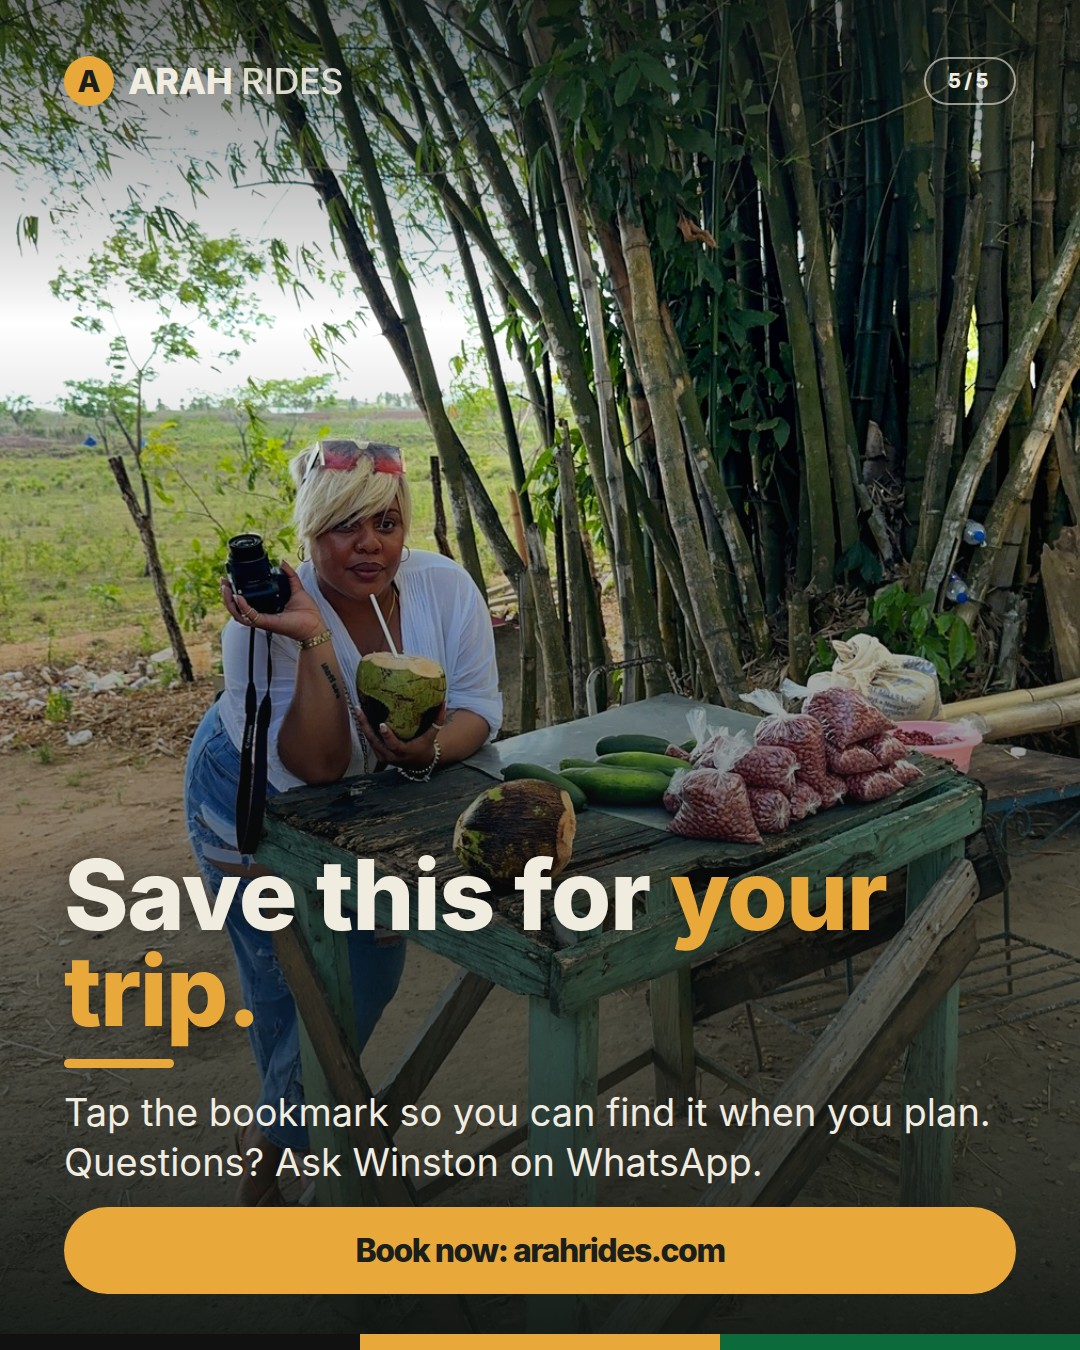 A ARAH RIDES
5/5
Save this for your
trip.
Tap the bookmark so you can find it when you plan.
Questions? Ask Winston on WhatsApp.
Book now: arahrides.com